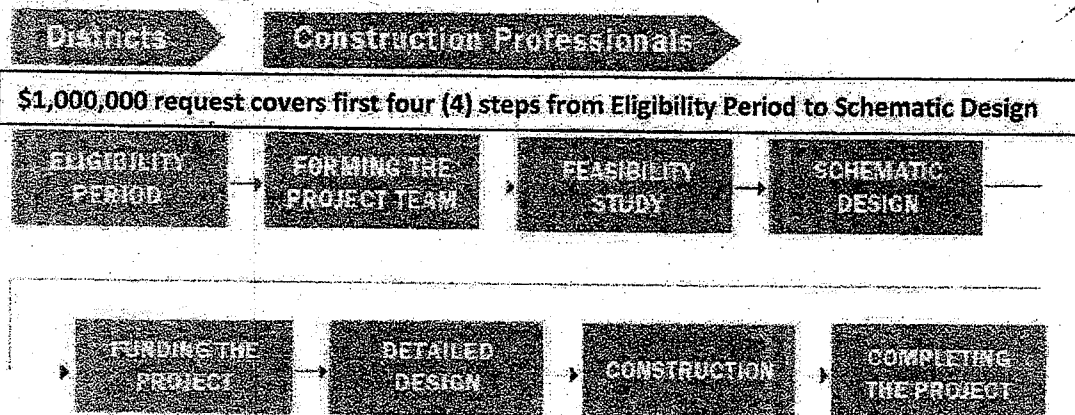 Districts
Construction Professionals
$1,000,000 request covers first four (4) steps from Eligibility Period to Schematic Design
ELIGIBILITY
PERIOD
FORMING THE
PROJECT TEAM
FEASIBILITY
STUDY
SCHEMATIC
DESIGN
FUNDING THE
PROJECT
DETAILED
DESIGN
CONSTRUCTION
COMPLETING
THE PROJECT